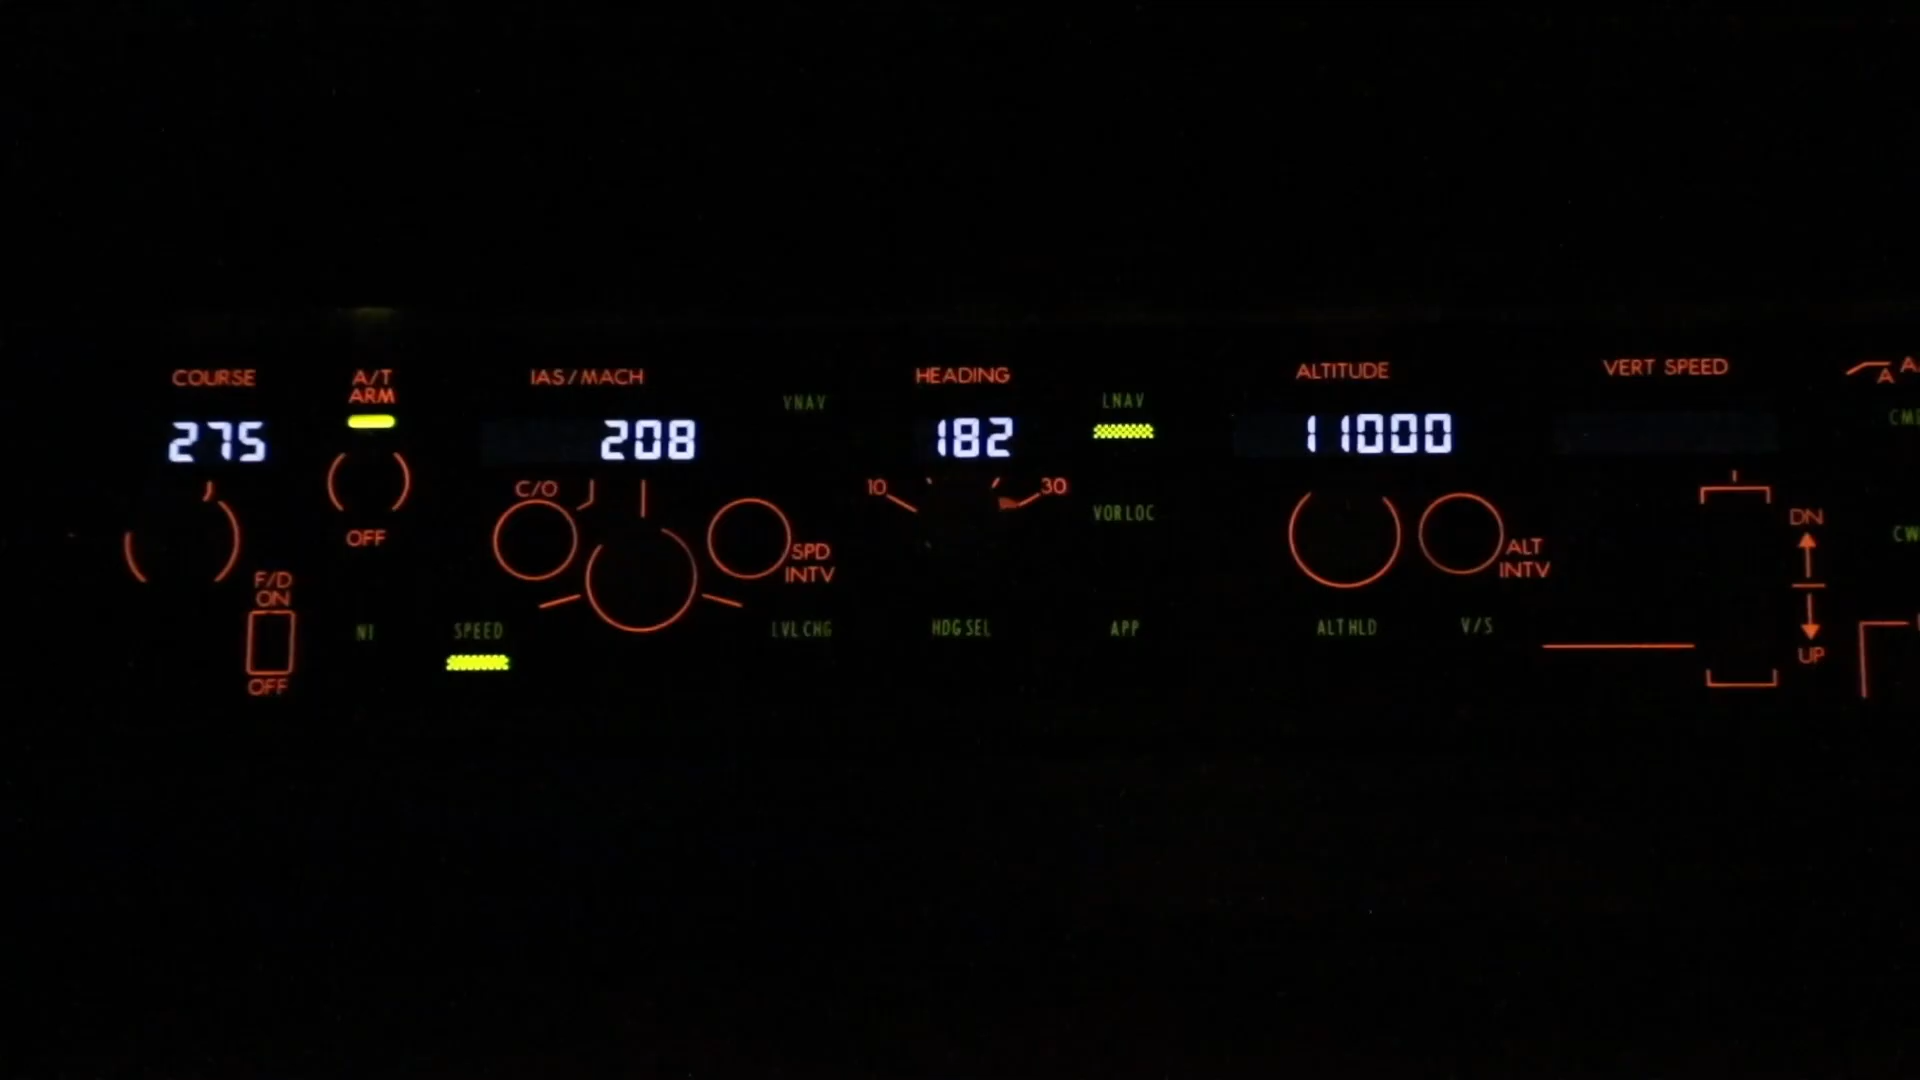 COURSE
275
A/T
ARM
OFF
F/D
ON
OFF
N1
SPEED
IAS/MACH
208
C/O
SPD
INTV
VNAV
LVL CHG
HEADING
182
10
30
HDG SEL
LNAV
VOR LOC
APP
ALTITUDE
11000
ALT
INTV
ALT HLD
V/S
VERT SPEED
DN
UP
A